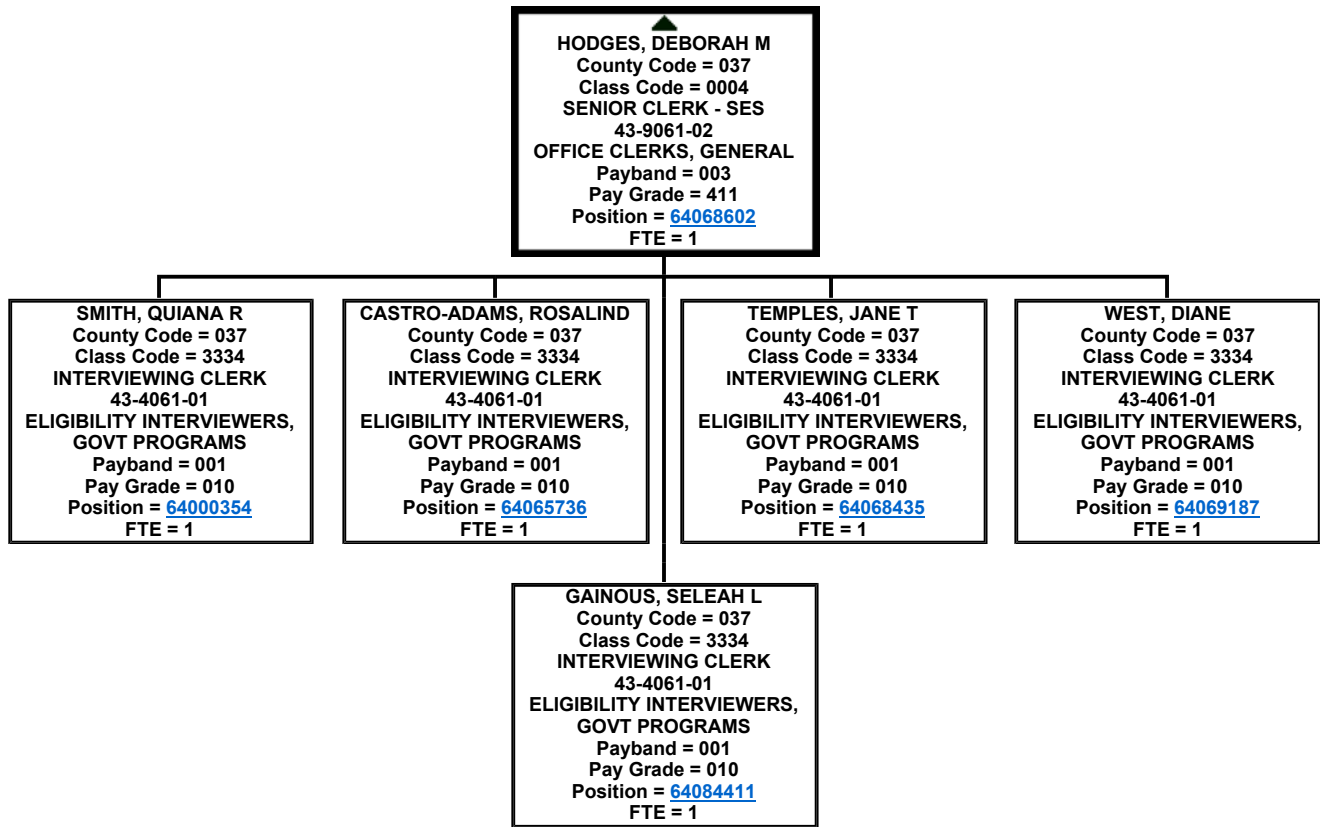 HODGES, DEBORAH M
County Code = 037
Class Code = 0004
SENIOR CLERK - SES
43-9061-02
OFFICE CLERKS, GENERAL
Payband = 003
Pay Grade = 411
Position = 64068602
FTE = 1
SMITH, QUIANA R
County Code = 037
Class Code = 3334
INTERVIEWING CLERK
43-4061-01
ELIGIBILITY INTERVIEWERS,
GOVT PROGRAMS
Payband = 001
Pay Grade = 010
Position = 64000354
FTE = 1
CASTRO-ADAMS, ROSALIND
County Code = 037
Class Code = 3334
INTERVIEWING CLERK
43-4061-01
ELIGIBILITY INTERVIEWERS,
GOVT PROGRAMS
Payband = 001
Pay Grade = 010
Position = 64065736
FTE = 1
TEMPLES, JANE T
County Code = 037
Class Code = 3334
INTERVIEWING CLERK
43-4061-01
ELIGIBILITY INTERVIEWERS,
GOVT PROGRAMS
Payband = 001
Pay Grade = 010
Position = 64068435
FTE = 1
WEST, DIANE
County Code = 037
Class Code = 3334
INTERVIEWING CLERK
43-4061-01
ELIGIBILITY INTERVIEWERS,
GOVT PROGRAMS
Payband = 001
Pay Grade = 010
Position = 64069187
FTE = 1
GAINOUS, SELEAH L
County Code = 037
Class Code = 3334
INTERVIEWING CLERK
43-4061-01
ELIGIBILITY INTERVIEWERS,
GOVT PROGRAMS
Payband = 001
Pay Grade = 010
Position = 64084411
FTE = 1